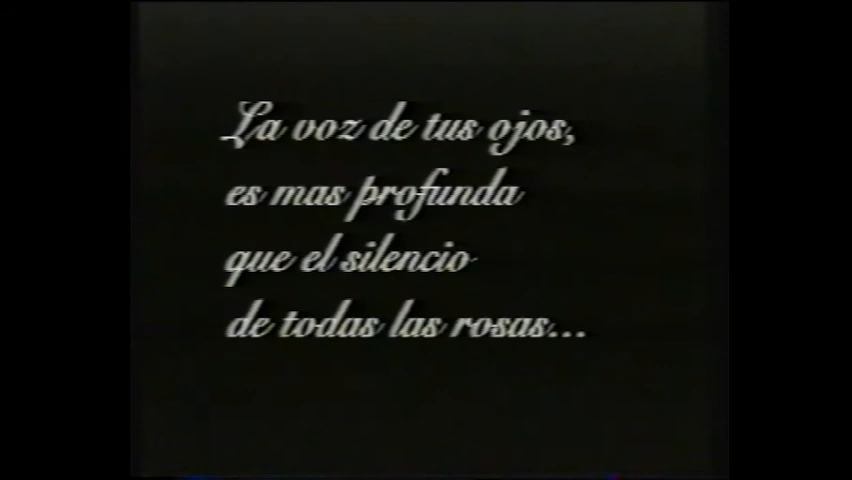 La voz de tus ojos,
es mas profunda
que el silencio
de todas las rosas...